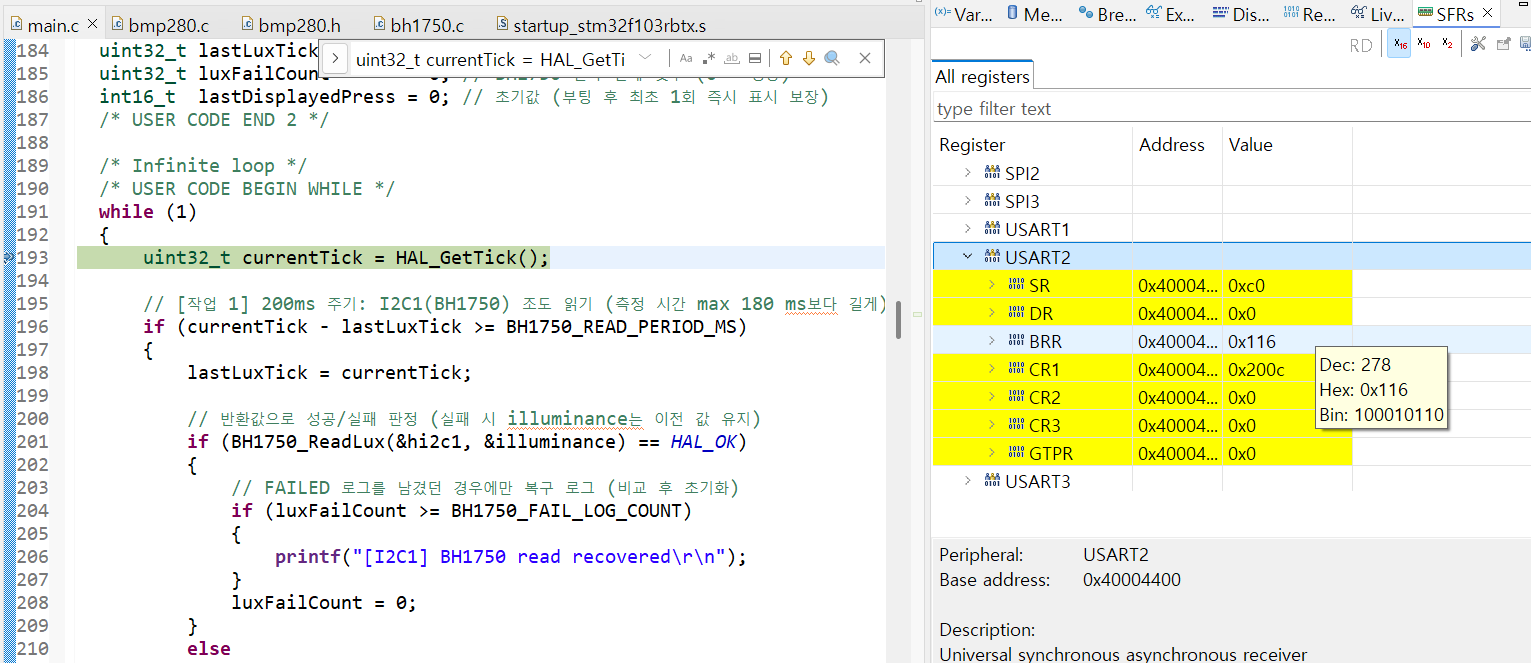 main.c
bmp280.c
bmp280.h
bh1750.c
startup_stm32f103rbtx.s
Var...
Me...
Bre...
Ex...
Dis...
Re...
Liv...
SFRs
184 uint32_t lastLuxTick
uint32_t currentTick = HAL_GetTi
Aa
185 uint32_t luxFailCount
186 int16_t lastDisplayedPress = 0; // 초기값 (부팅 후 최초 1회 즉시 표시 보장)
187 /* USER CODE END 2 */
188
189 /* Infinite loop */
190 /* USER CODE BEGIN WHILE */
191 while (1)
192 {
193 uint32_t currentTick = HAL_GetTick();
194
195 // [작업 1] 200ms 주기: I2C1(BH1750) 조도 읽기 (측정 시간 max 180 ms보다 길게)
196 if (currentTick - lastLuxTick >= BH1750_READ_PERIOD_MS)
197 {
198 lastLuxTick = currentTick;
199
200 // 반환값으로 성공/실패 판정 (실패 시 illuminance는 이전 값 유지)
201 if (BH1750_ReadLux(&hi2c1, &illuminance) == HAL_OK)
202 {
203 // FAILED 로그를 남겼던 경우에만 복구 로그 (비교 후 초기화)
204 if (luxFailCount >= BH1750_FAIL_LOG_COUNT)
205 {
206 printf("[I2C1] BH1750 read recovered\r\n");
207 }
208 luxFailCount = 0;
209 }
210 else
RD
X16
X10
X2
All registers
type filter text
Register Address Value
SPI2
SPI3
USART1
USART2
SR 0x40004... 0xc0
DR 0x40004... 0x0
BRR 0x40004... 0x116
CR1 0x40004... 0x200c
CR2 0x40004... 0x0
CR3 0x40004... 0x0
GTPR 0x40004... 0x0
USART3
Dec: 278
Hex: 0x116
Bin: 100010110
Peripheral: USART2
Base address: 0x40004400
Description:
Universal synchronous asynchronous receiver